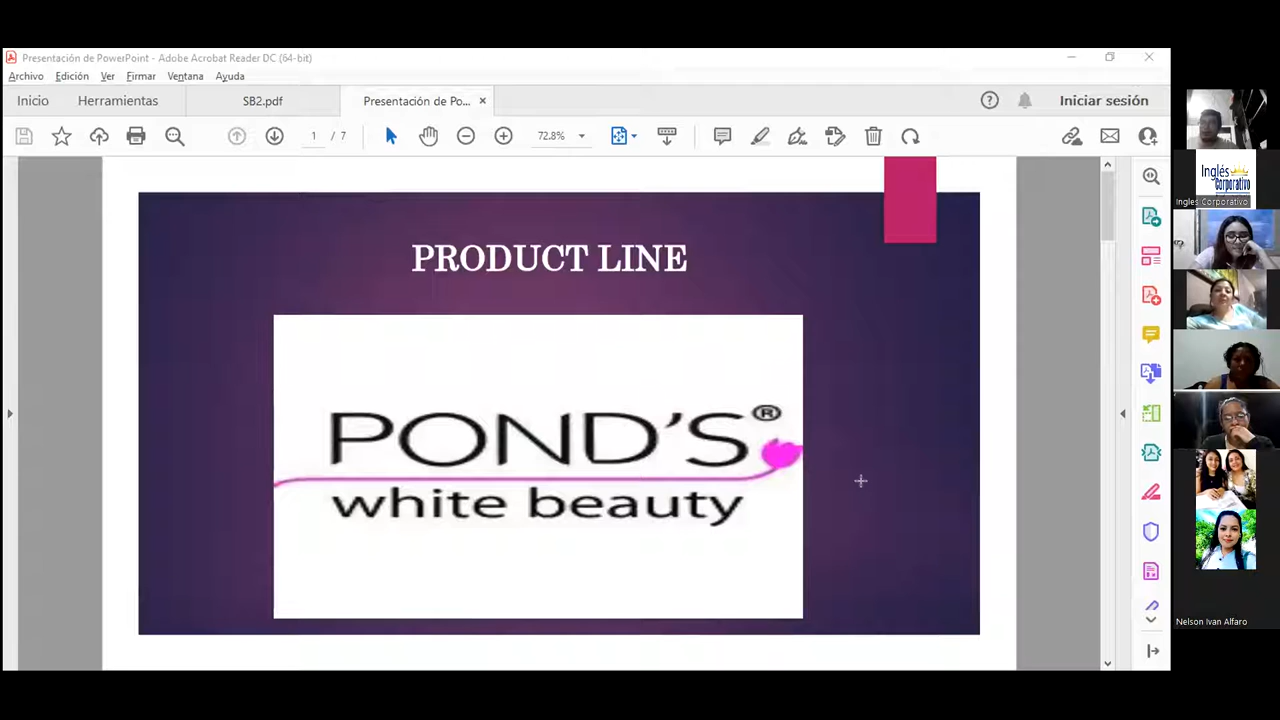 Presentación de PowerPoint - Adobe Acrobat Reader DC (64-bit)
Archivo Edición Ver Firmar Ventana Ayuda
Inicio Herramientas SB2.pdf Presentación de Po... Iniciar sesión
1 / 7 72.8%
PRODUCT LINE
POND'S®
white beauty
Inglés
Corporativo
Ingles Corporativo
Nelson Ivan Alfaro